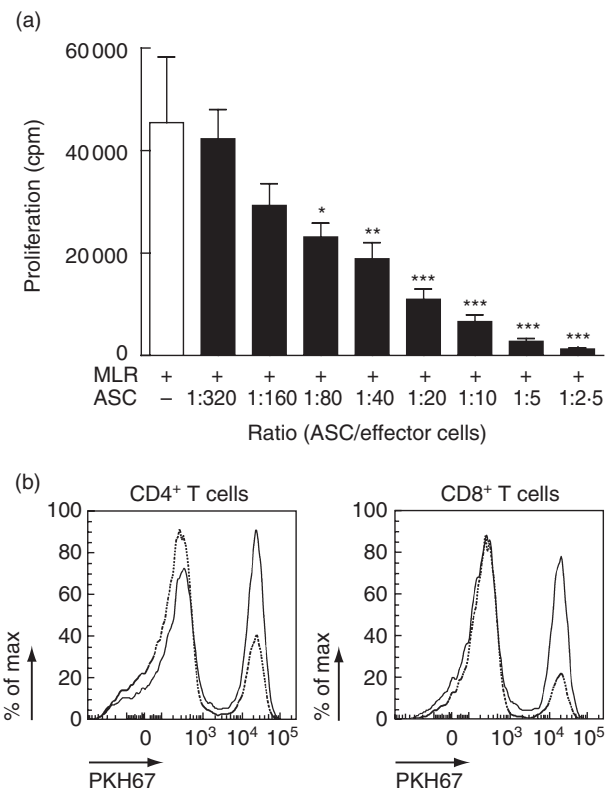 (a)
60 000
40 000
20 000
0
Proliferation (cpm)
* ** *** *** *** ***
MLR + + + + + + + + +
ASC – 1:320 1:160 1:80 1:40 1:20 1:10 1:5 1:2·5
Ratio (ASC/effector cells)
(b)
CD4⁺ T cells
100
80
60
40
20
0
% of max
0 10³ 10⁴ 10⁵
PKH67
CD8⁺ T cells
100
80
60
40
20
0
% of max
0 10³ 10⁴ 10⁵
PKH67